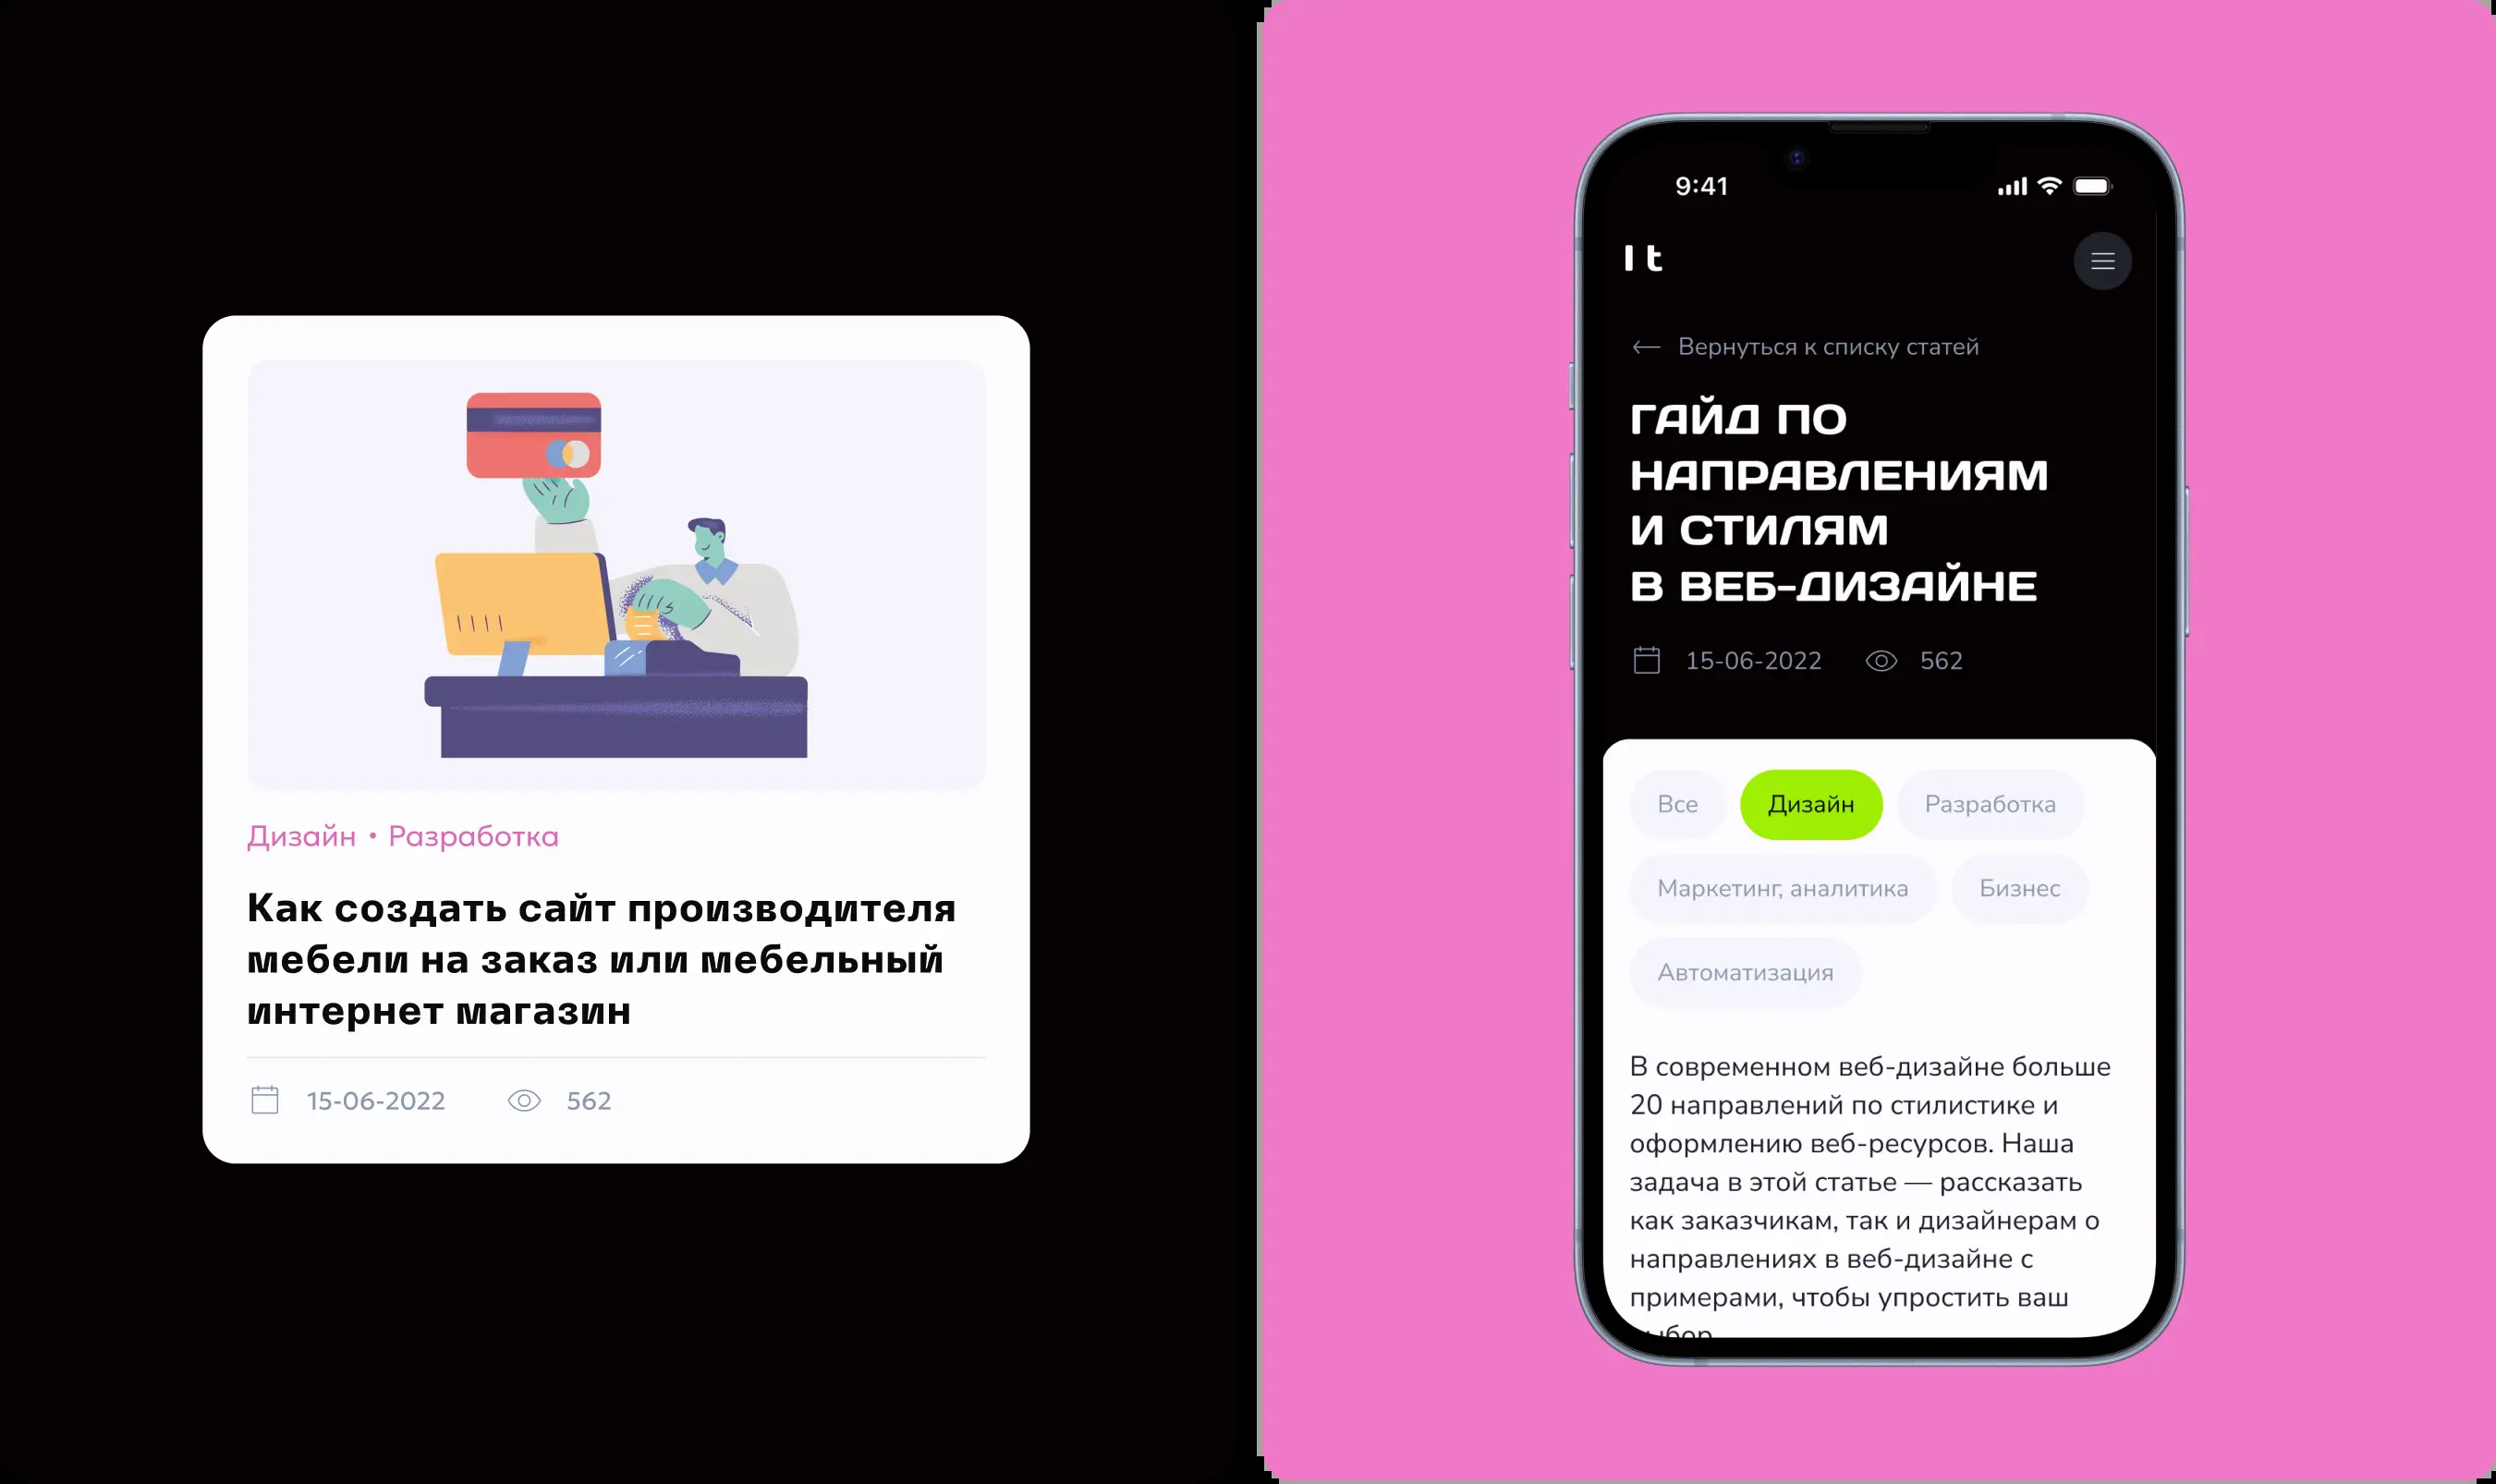 Дизайн • Разработка
Как создать сайт производителя
мебели на заказ или мебельный
интернет магазин
15-06-2022 562
9:41
It
Вернуться к списку статей
ГАЙД ПО
НАПРАВЛЕНИЯМ
И СТИЛЯМ
В ВЕБ-ДИЗАЙНЕ
15-06-2022 562
Все Дизайн Разработка
Маркетинг, аналитика Бизнес
Автоматизация
В современном веб-дизайне больше
20 направлений по стилистике и
оформлению веб-ресурсов. Наша
задача в этой статье — рассказать
как заказчикам, так и дизайнерам о
направлениях в веб-дизайне с
примерами, чтобы упростить ваш